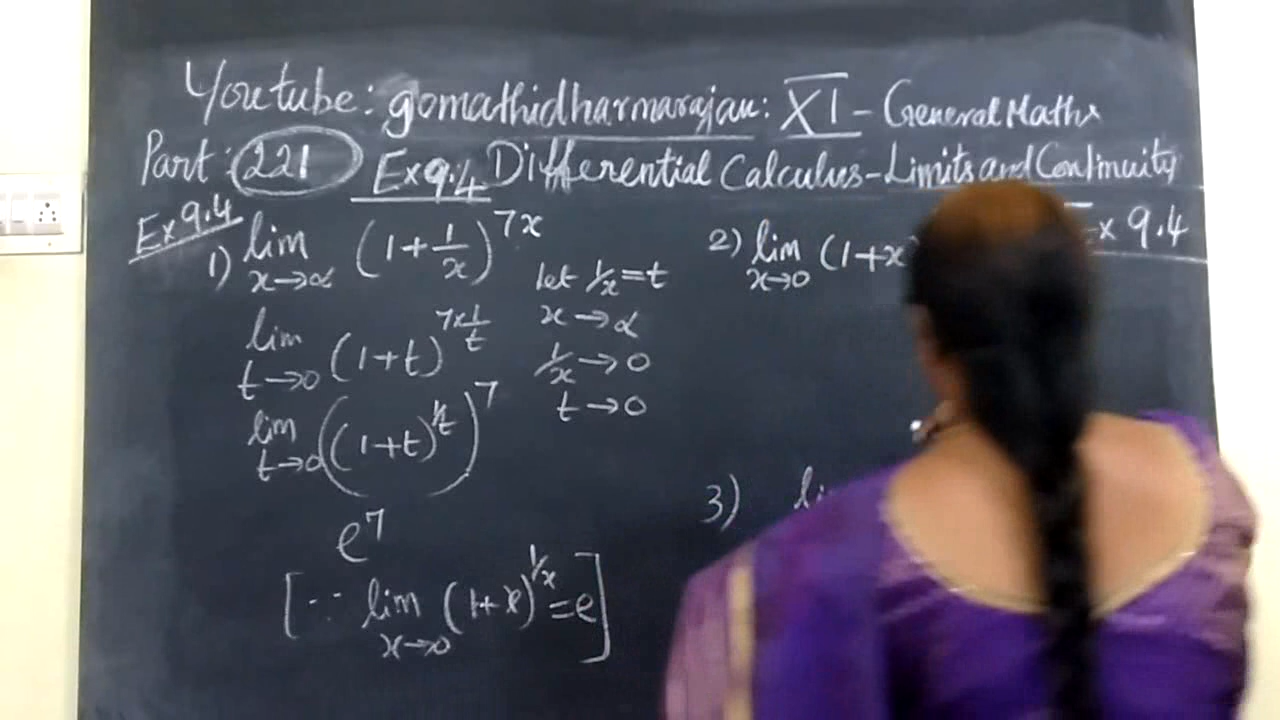 Youtube: gomathidharmarajan: XI - General Maths
Part: 221 Ex 9.4 Differential Calculus - Limits and Continuity
Ex 9.4
1) lim x→α (1+1/x)^7x
let 1/x = t
x → α
1/x → 0
t → 0
lim t→0 (1+t)^7x1/t
lim t→0 ((1+t)^1/t)^7
e^7
[∵ lim x→0 (1+x)^1/x = e]
2) lim x→0 (1+x)
x 9.4
3)